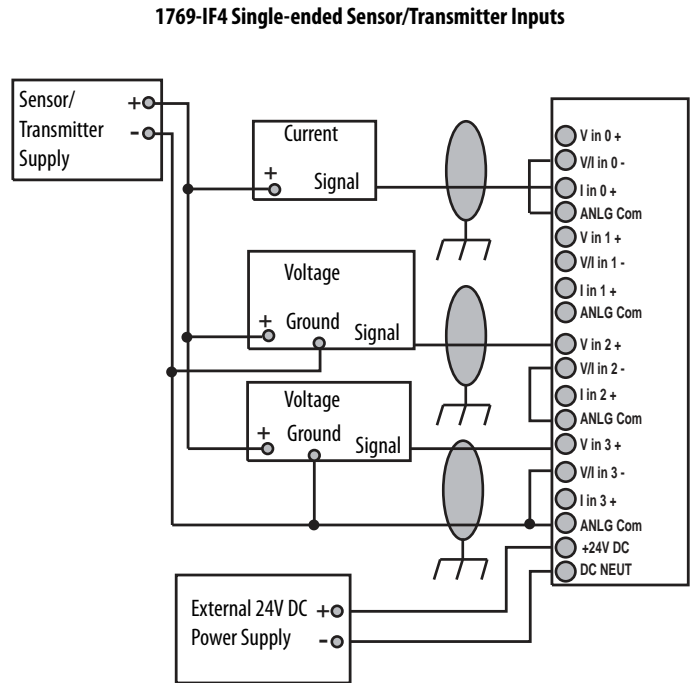 1769-IF4 Single-ended Sensor/Transmitter Inputs
Sensor/
Transmitter
Supply
+
-
Current
+
Signal
Voltage
+
Ground
Signal
Voltage
+
Ground
Signal
V in 0 +
V/I in 0 -
I in 0 +
ANLG Com
V in 1 +
V/I in 1 -
I in 1 +
ANLG Com
V in 2 +
V/I in 2 -
I in 2 +
ANLG Com
V in 3 +
V/I in 3 -
I in 3 +
ANLG Com
+24V DC
DC NEUT
External 24V DC +
Power Supply -